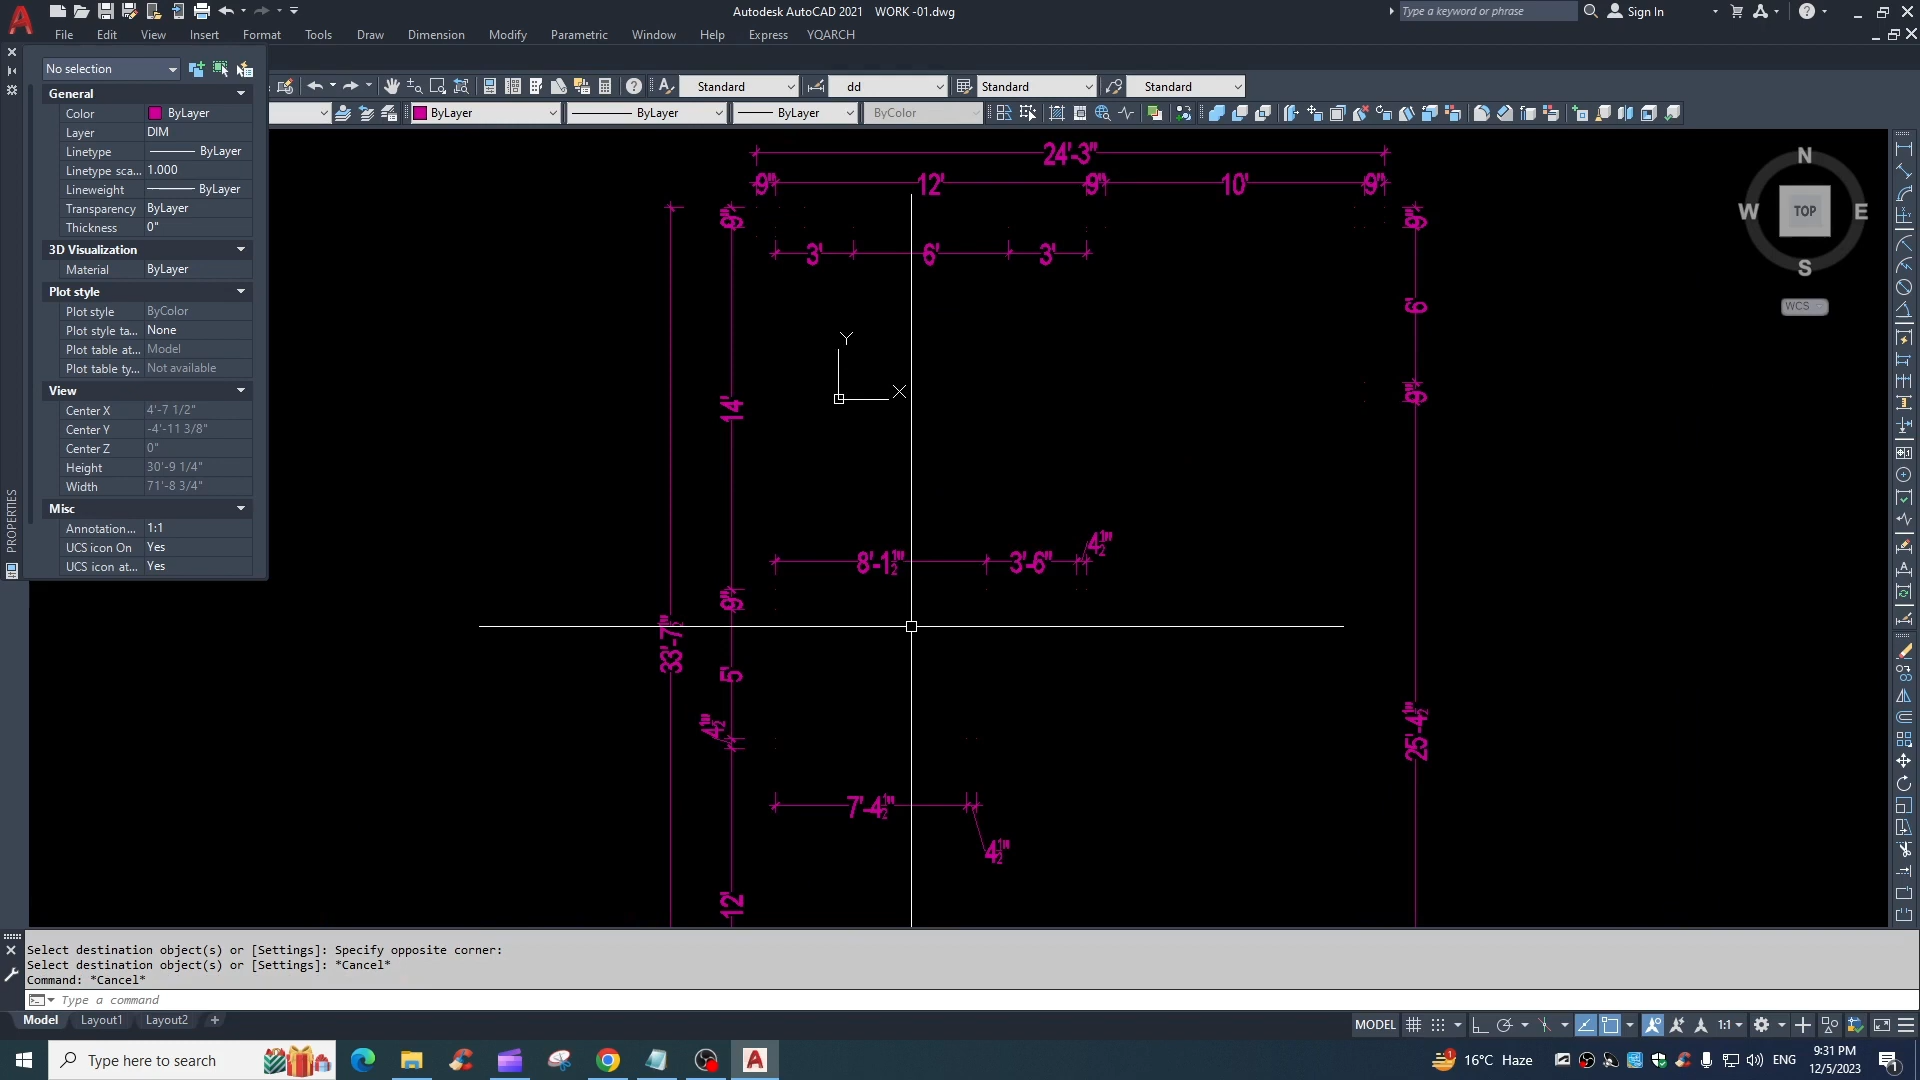 Autodesk AutoCAD 2021 WORK -01.dwg
Type a keyword or phrase
Sign In
File Edit View Insert Format Tools Draw Dimension Modify Parametric Window Help Express YQARCH
No selection
Standard
dd
Standard
Standard
ByLayer
ByLayer
ByLayer
ByColor
General
Color ByLayer
Layer DIM
Linetype ByLayer
Linetype sca... 1.000
Lineweight ByLayer
Transparency ByLayer
Thickness 0"
3D Visualization
Material ByLayer
Plot style
Plot style ByColor
Plot style ta... None
Plot table at... Model
Plot table ty... Not available
View
Center X 4'-7 1/2"
Center Y -4'-11 3/8"
Center Z 0"
Height 30'-9 1/4"
Width 71'-8 3/4"
Misc
Annotation... 1:1
UCS icon On Yes
UCS icon at... Yes
PROPERTIES
24'-3"
9" 12' 9" 10' 9"
9"
9"
3' 6' 3'
6'
Y
X
14'
9"
4½"
8'-1½" 3'-6"
9"
33'-7½"
5'
4½"
25'-4½"
7'-4½"
4½"
12'
N
W TOP E
S
WCS
Select destination object(s) or [Settings]: Specify opposite corner:
Select destination object(s) or [Settings]: *Cancel*
Command: *Cancel*
Type a command
Model Layout1 Layout2 +
MODEL
1:1
Type here to search
16°C Haze
ENG
9:31 PM
12/5/2023